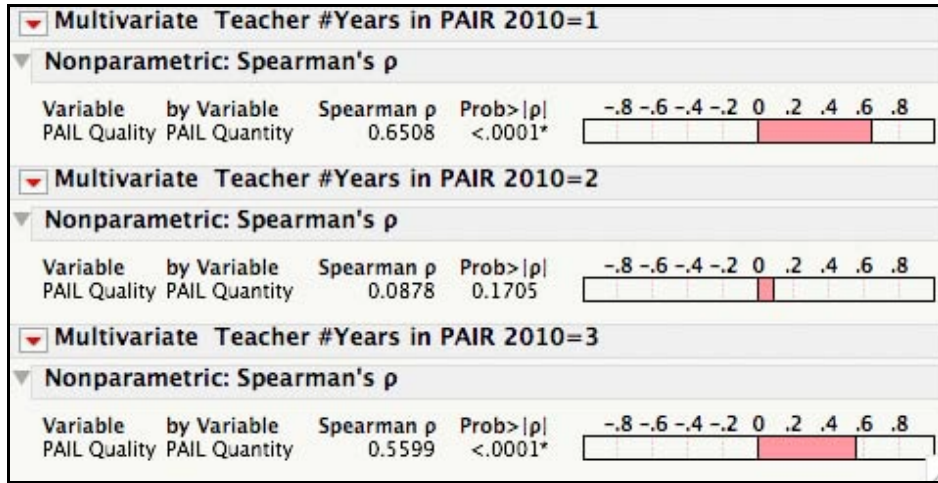 Multivariate Teacher #Years in PAIR 2010=1
Nonparametric: Spearman's ρ
Variable by Variable Spearman ρ Prob>|ρ| -.8 -.6 -.4 -.2 0 .2 .4 .6 .8
PAIL Quality PAIL Quantity 0.6508 <.0001*
Multivariate Teacher #Years in PAIR 2010=2
Nonparametric: Spearman's ρ
Variable by Variable Spearman ρ Prob>|ρ| -.8 -.6 -.4 -.2 0 .2 .4 .6 .8
PAIL Quality PAIL Quantity 0.0878 0.1705
Multivariate Teacher #Years in PAIR 2010=3
Nonparametric: Spearman's ρ
Variable by Variable Spearman ρ Prob>|ρ| -.8 -.6 -.4 -.2 0 .2 .4 .6 .8
PAIL Quality PAIL Quantity 0.5599 <.0001*